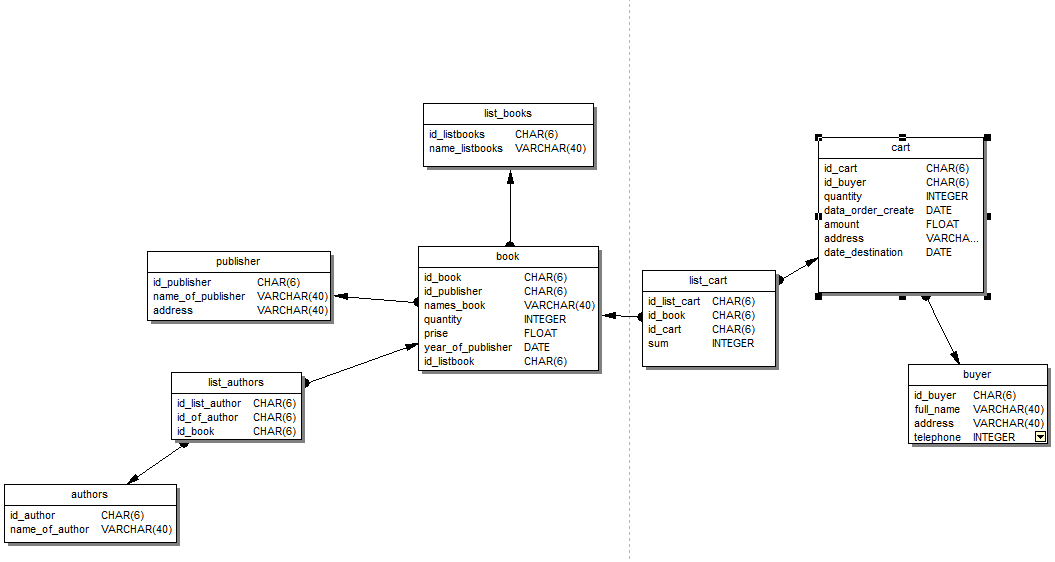 list_books
id_listbooks CHAR(6)
name_listbooks VARCHAR(40)
cart
id_cart CHAR(6)
id_buyer CHAR(6)
quantity INTEGER
data_order_create DATE
amount FLOAT
address VARCHA...
date_destination DATE
publisher
id_publisher CHAR(6)
name_of_publisher VARCHAR(40)
address VARCHAR(40)
book
id_book CHAR(6)
id_publisher CHAR(6)
names_book VARCHAR(40)
quantity INTEGER
prise FLOAT
year_of_publisher DATE
id_listbook CHAR(6)
list_cart
id_list_cart CHAR(6)
id_book CHAR(6)
id_cart CHAR(6)
sum INTEGER
list_authors
id_list_author CHAR(6)
id_of_author CHAR(6)
id_book CHAR(6)
buyer
id_buyer CHAR(6)
full_name VARCHAR(40)
address VARCHAR(40)
telephone INTEGER
authors
id_author CHAR(6)
name_of_author VARCHAR(40)